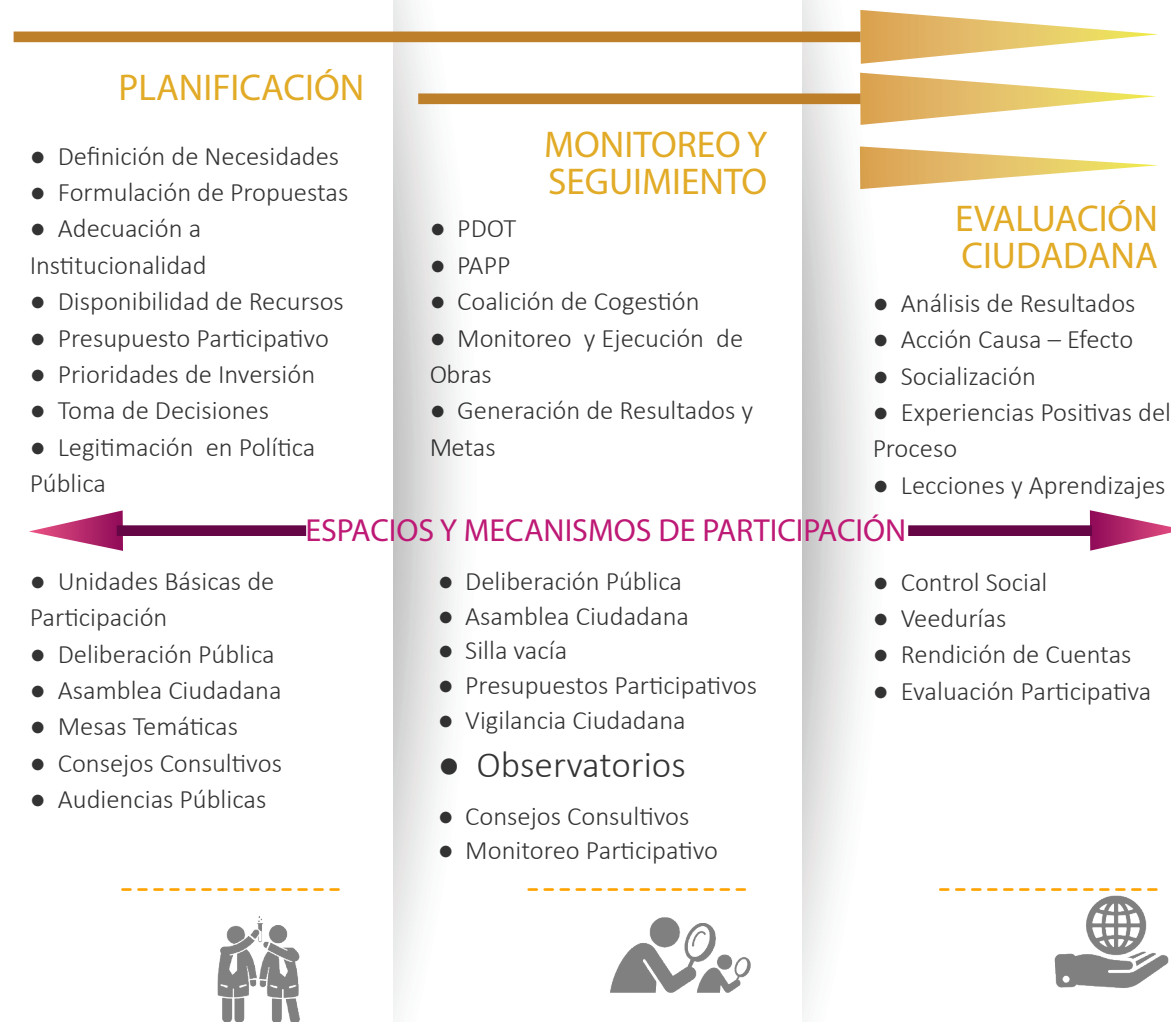 PLANIFICACIÓN
● Definición de Necesidades
● Formulación de Propuestas
● Adecuación a
Institucionalidad
● Disponibilidad de Recursos
● Presupuesto Participativo
● Prioridades de Inversión
● Toma de Decisiones
● Legitimación en Política
Pública
MONITOREO Y
SEGUIMIENTO
● PDOT
● PAPP
● Coalición de Cogestión
● Monitoreo y Ejecución de
Obras
● Generación de Resultados y
Metas
EVALUACIÓN
CIUDADANA
● Análisis de Resultados
● Acción Causa – Efecto
● Socialización
● Experiencias Positivas del
Proceso
● Lecciones y Aprendizajes
ESPACIOS Y MECANISMOS DE PARTICIPACIÓN
● Unidades Básicas de
Participación
● Deliberación Pública
● Asamblea Ciudadana
● Mesas Temáticas
● Consejos Consultivos
● Audiencias Públicas
● Deliberación Pública
● Asamblea Ciudadana
● Silla vacía
● Presupuestos Participativos
● Vigilancia Ciudadana
● Observatorios
● Consejos Consultivos
● Monitoreo Participativo
● Control Social
● Veedurías
● Rendición de Cuentas
● Evaluación Participativa